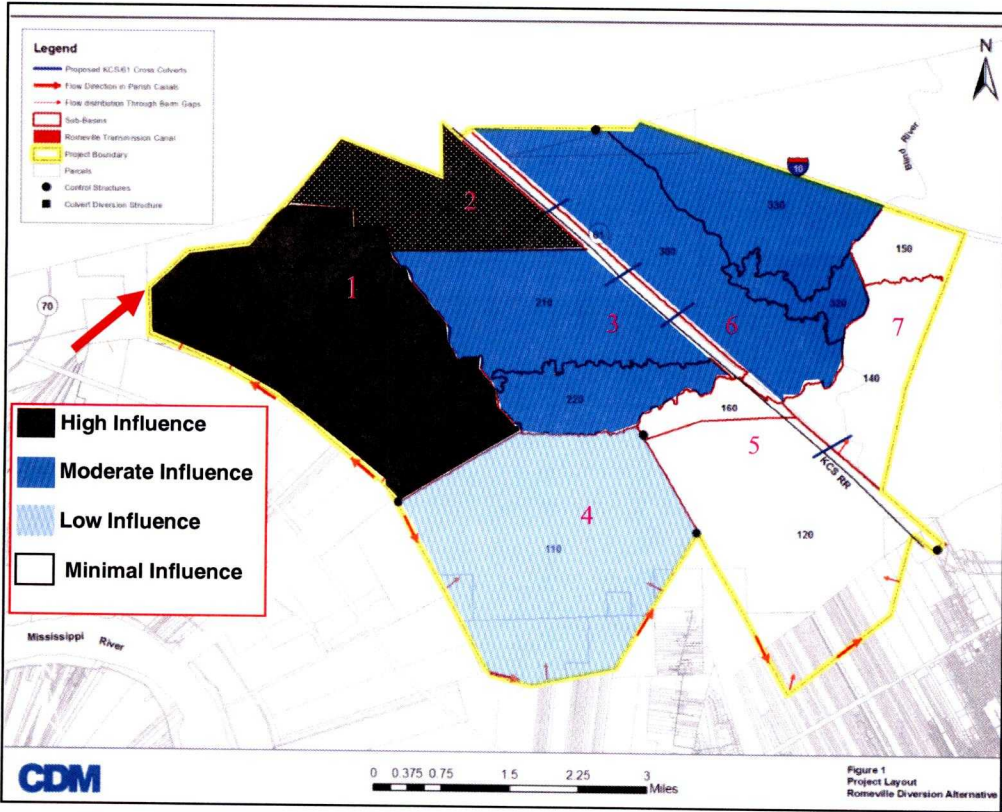 Legend
Proposed KCS/61 Cross Culverts
Flow Direction in Parish Canals
Flow distribution Through Berm Gaps
Sub-Basins
Romeville Transmission Canal
Project Boundary
Parcels
Control Structures
Culvert Diversion Structure
N
Blind River
10
330
2
61
380
150
70
1
210
3
6
320
7
140
220
160
5
KCS RR
High Influence
Moderate Influence
Low Influence
Minimal Influence
4
110
120
Mississippi River
CDM
0 0.375 0.75 1.5 2.25 3
Miles
Figure 1
Project Layout
Romeville Diversion Alternative